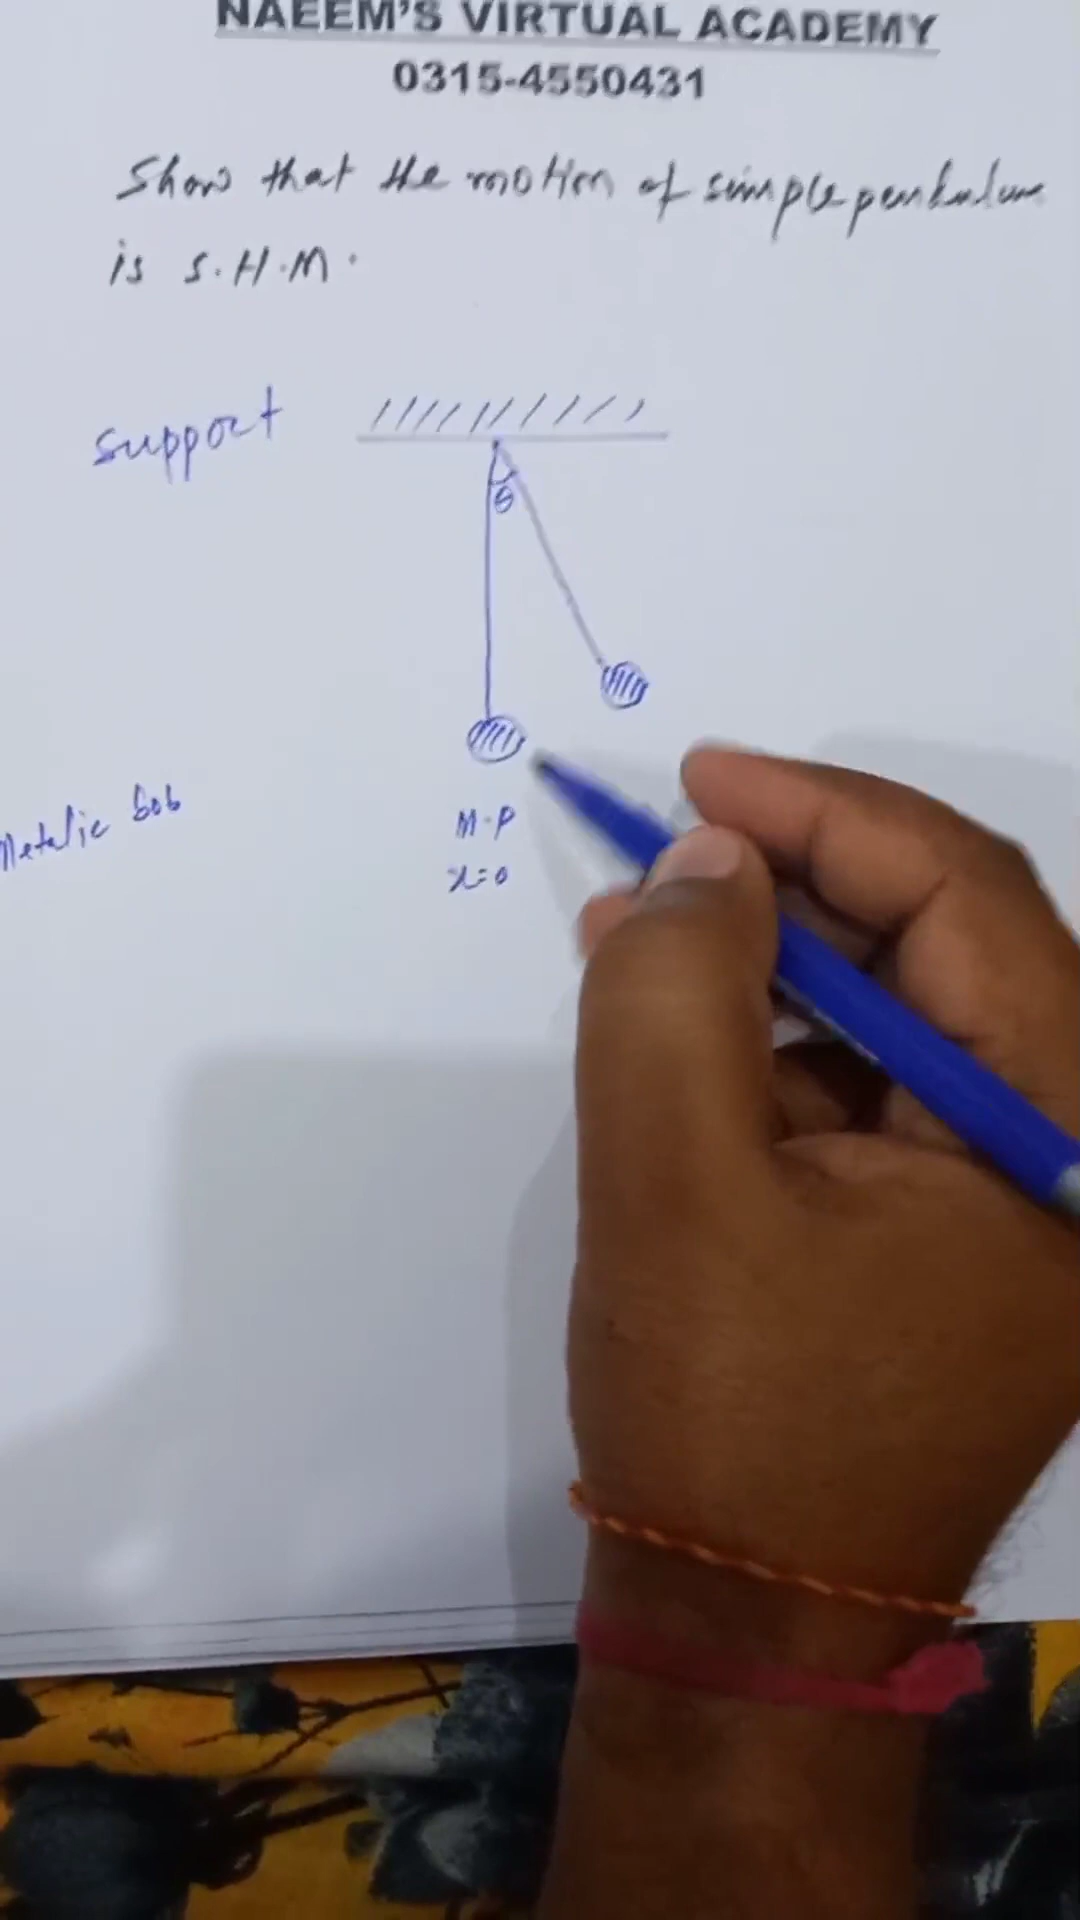 NAEEM'S VIRTUAL ACADEMY
0315-4550431
Show that the motion of simple pendulum
is S.H.M.
support
θ
Metalic bob
M.P
x=0